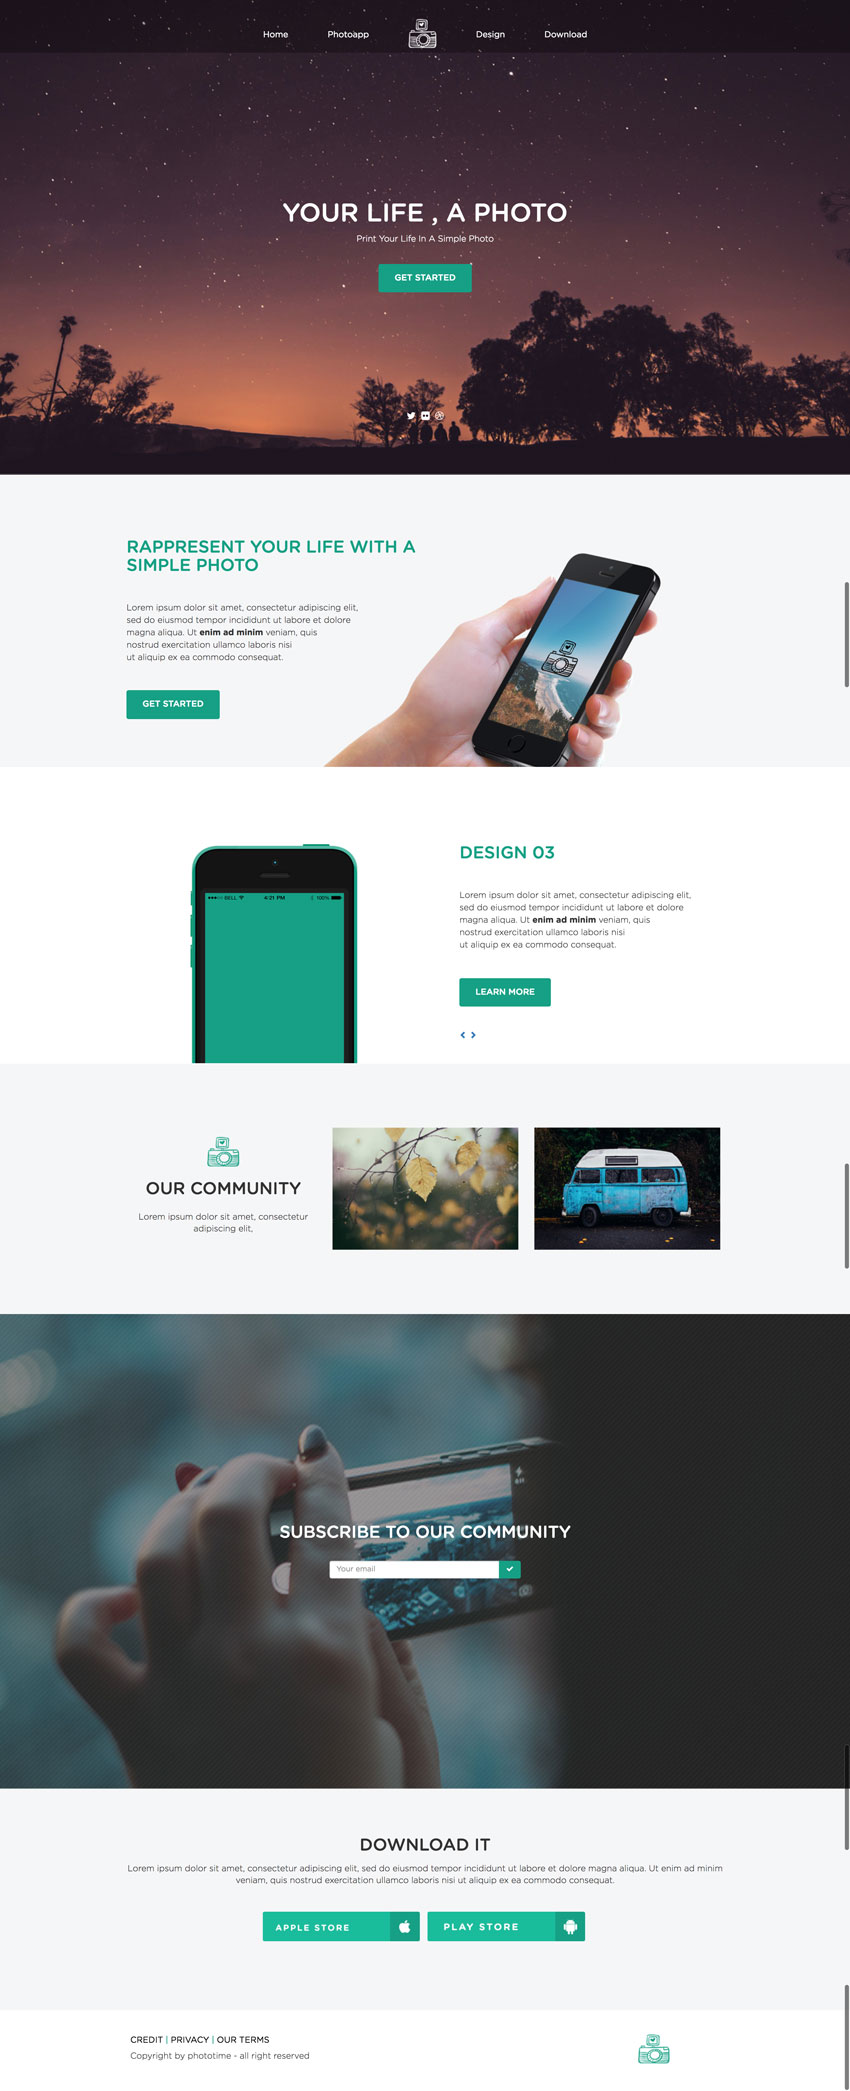 Home Photoapp Design Download
YOUR LIFE , A PHOTO
Print Your Life In A Simple Photo
GET STARTED
RAPPRESENT YOUR LIFE WITH A
SIMPLE PHOTO
Lorem ipsum dolor sit amet, consectetur adipiscing elit,
sed do eiusmod tempor incididunt ut labore et dolore
magna aliqua. Ut enim ad minim veniam, quis
nostrud exercitation ullamco laboris nisi
ut aliquip ex ea commodo consequat.
GET STARTED
BELL 4:21 PM 100%
DESIGN 03
Lorem ipsum dolor sit amet, consectetur adipiscing elit,
sed do eiusmod tempor incididunt ut labore et dolore
magna aliqua. Ut enim ad minim veniam, quis
nostrud exercitation ullamco laboris nisi
ut aliquip ex ea commodo consequat.
LEARN MORE
OUR COMMUNITY
Lorem ipsum dolor sit amet, consectetur
adipiscing elit,
SUBSCRIBE TO OUR COMMUNITY
Your email
DOWNLOAD IT
Lorem ipsum dolor sit amet, consectetur adipiscing elit, sed do eiusmod tempor incididunt ut labore et dolore magna aliqua. Ut enim ad minim
veniam, quis nostrud exercitation ullamco laboris nisi ut aliquip ex ea commodo consequat.
APPLE STORE
PLAY STORE
CREDIT | PRIVACY | OUR TERMS
Copyright by phototime - all right reserved